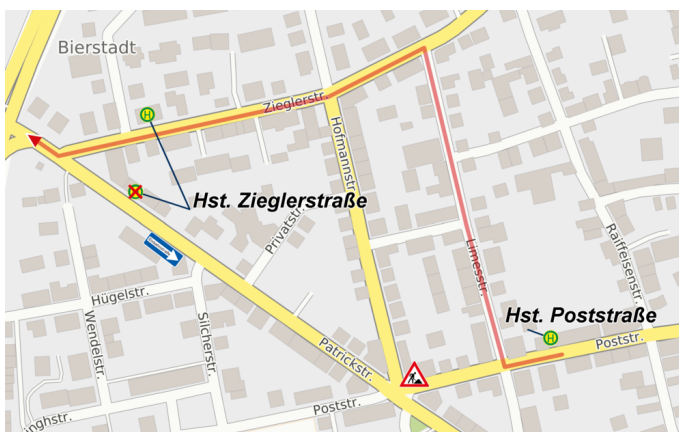 Bierstadt
Zieglerstr.
H
Hofmannstr.
Hst. Zieglerstraße
Privatstr.
Limesstr.
Raiffeisenstr.
Hügelstr.
Wendelstr.
Silcherstr.
Patrickstr.
Hst. Poststraße
H
Poststr.
Poststr.
inghstr.